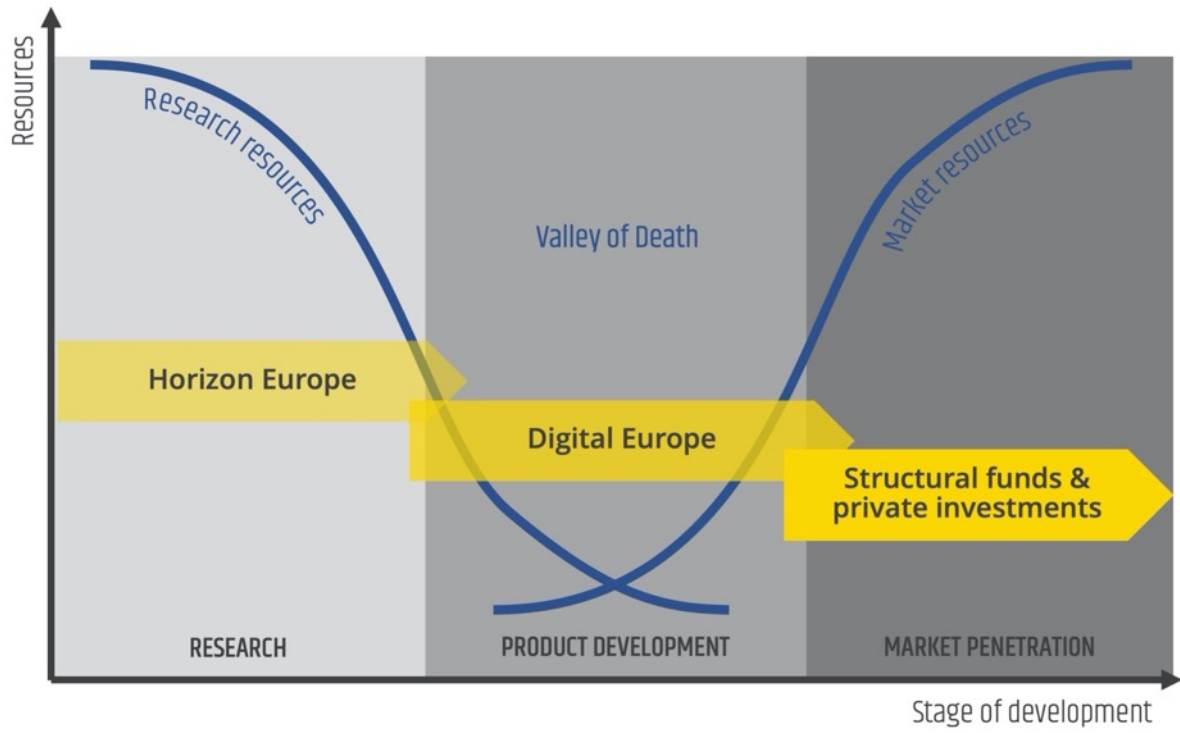 Resources
Research resources
Market resources
Valley of Death
Horizon Europe
Digital Europe
Structural funds &
private investments
RESEARCH
PRODUCT DEVELOPMENT
MARKET PENETRATION
Stage of development